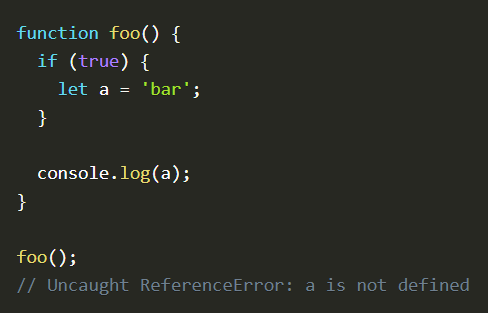 function foo() {
  if (true) {
    let a = 'bar';
  }

  console.log(a);
}

foo();
// Uncaught ReferenceError: a is not defined